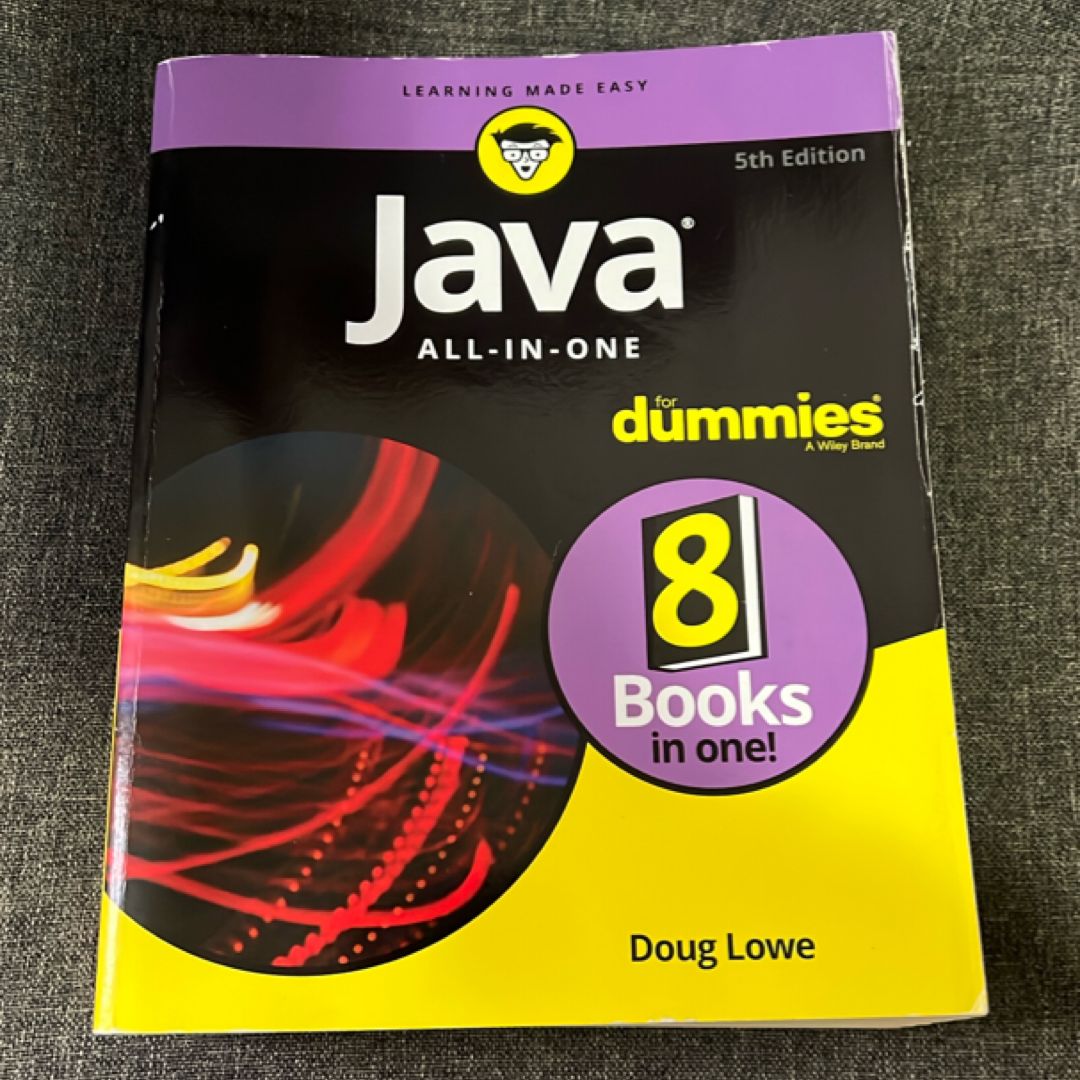 LEARNING MADE EASY
5th Edition
Java®
ALL-IN-ONE
for
dummies®
A Wiley Brand
8
Books
in one!
Doug Lowe